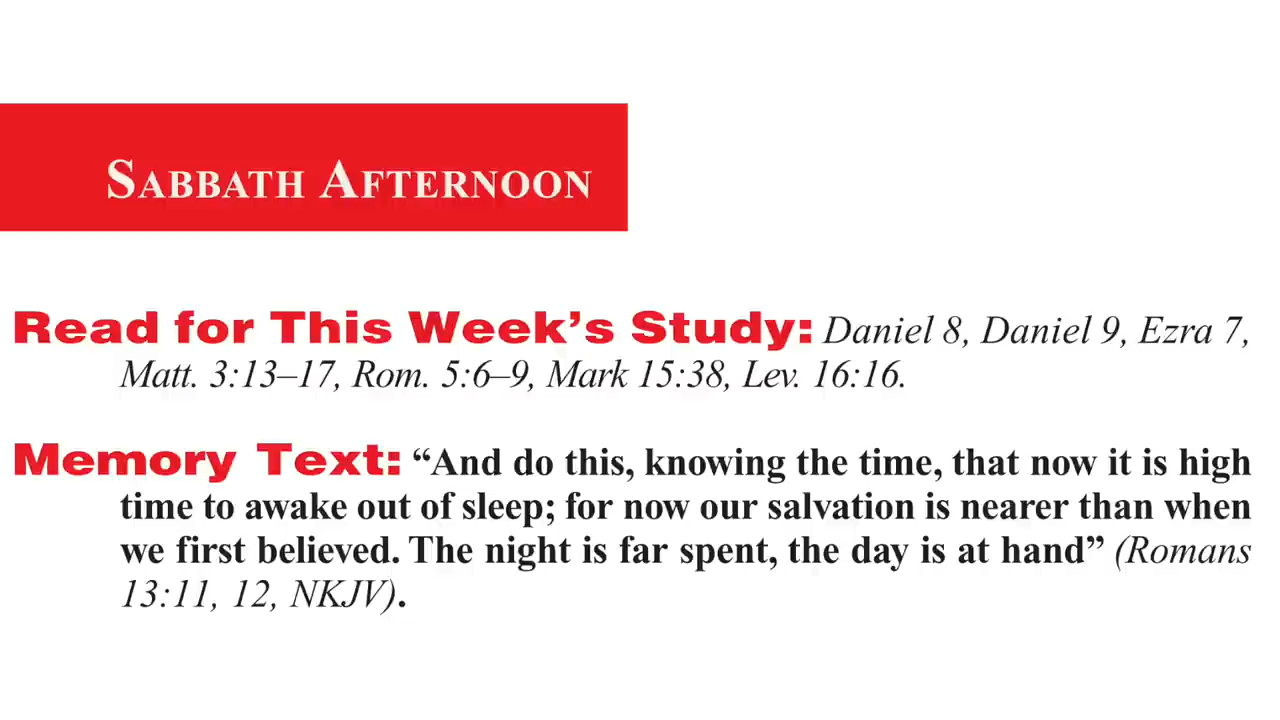 Sabbath Afternoon
Read for This Week’s Study: Daniel 8, Daniel 9, Ezra 7,
Matt. 3:13–17, Rom. 5:6–9, Mark 15:38, Lev. 16:16.
Memory Text: “And do this, knowing the time, that now it is high
time to awake out of sleep; for now our salvation is nearer than when
we first believed. The night is far spent, the day is at hand” (Romans
13:11, 12, NKJV).